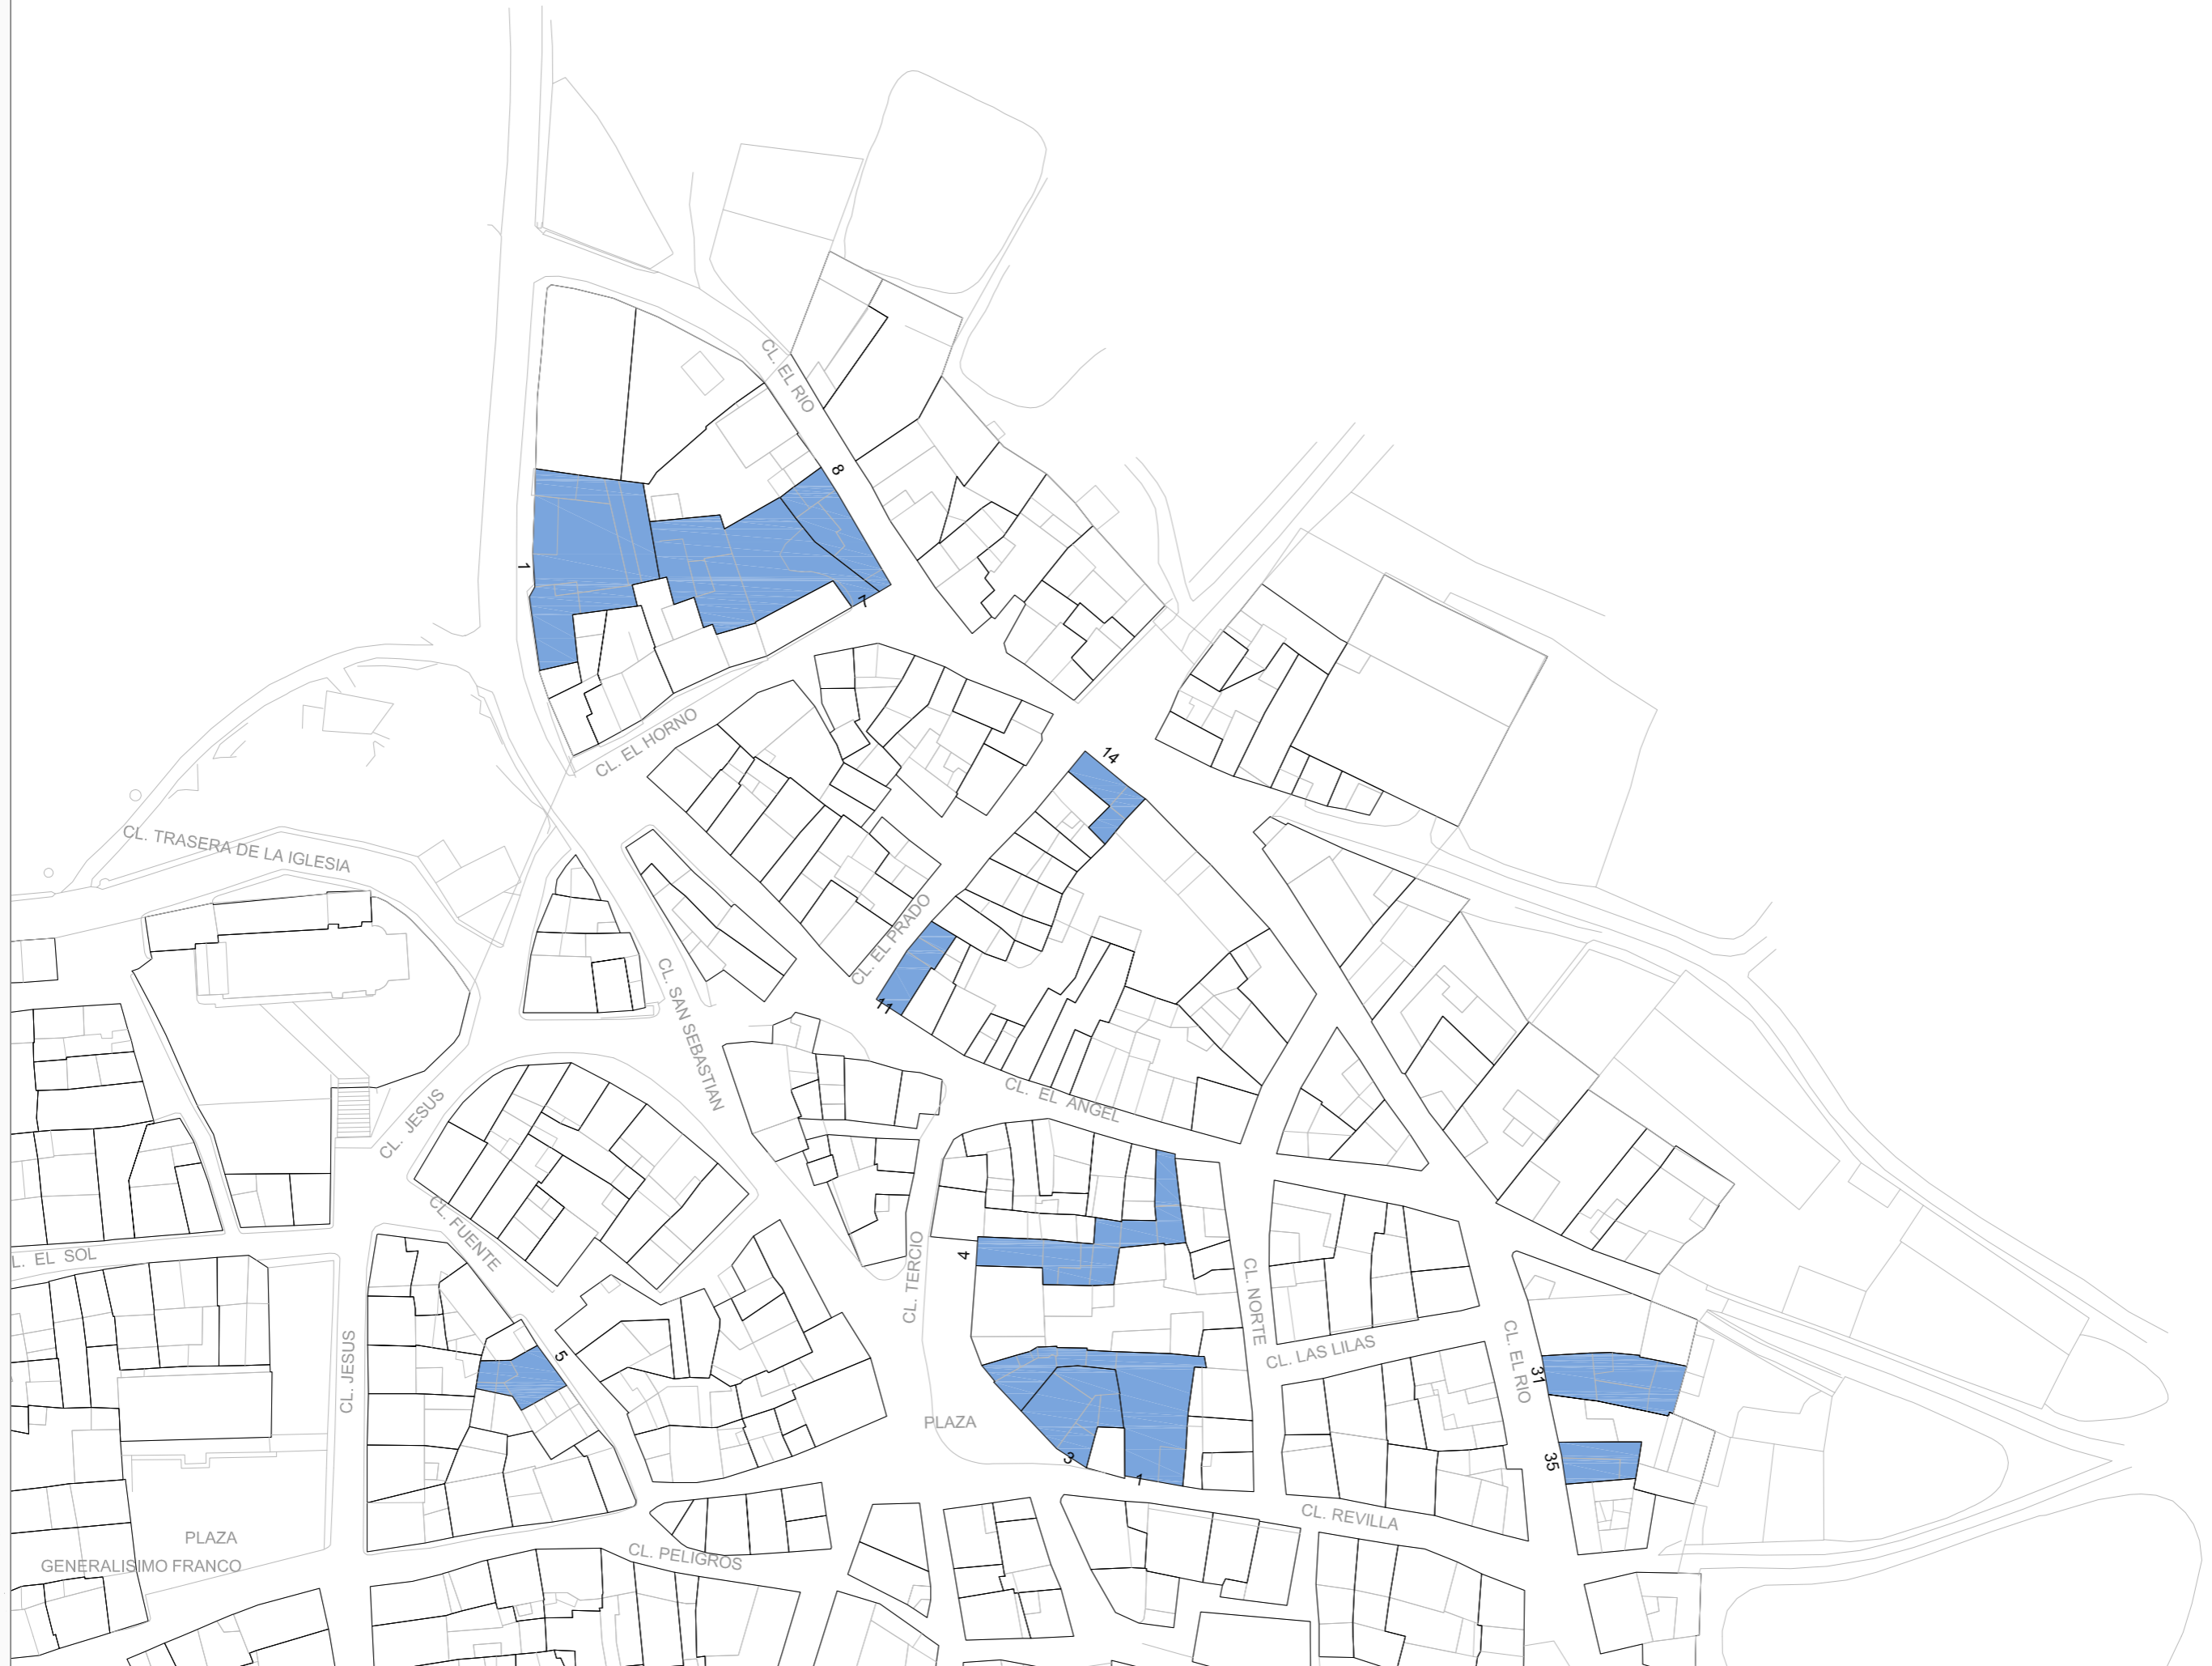 CL. EL RIO
8
1
7
CL. EL HORNO
14
CL. TRASERA DE LA IGLESIA
CL. EL PRADO
11
CL. SAN SEBASTIAN
CL. JESUS
CL. EL ANGEL
CL. FUENTE
L. EL SOL
4
CL. TERCIO
CL. NORTE
CL. LAS LILAS
CL. EL RIO
31
5
CL. JESUS
PLAZA
3
1
35
CL. REVILLA
PLAZA
GENERALISIMO FRANCO
CL. PELIGROS